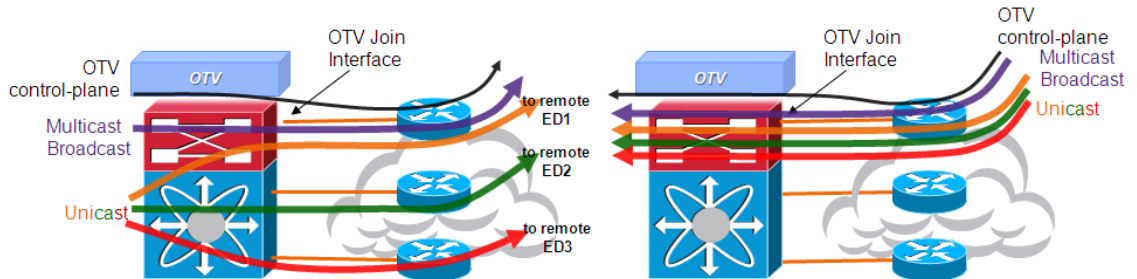 OTV
control-plane
OTV
OTV Join
Interface
Multicast
Broadcast
Unicast
to remote
ED1
to remote
ED2
to remote
ED3
OTV
OTV Join
Interface
OTV
control-plane
Multicast
Broadcast
Unicast